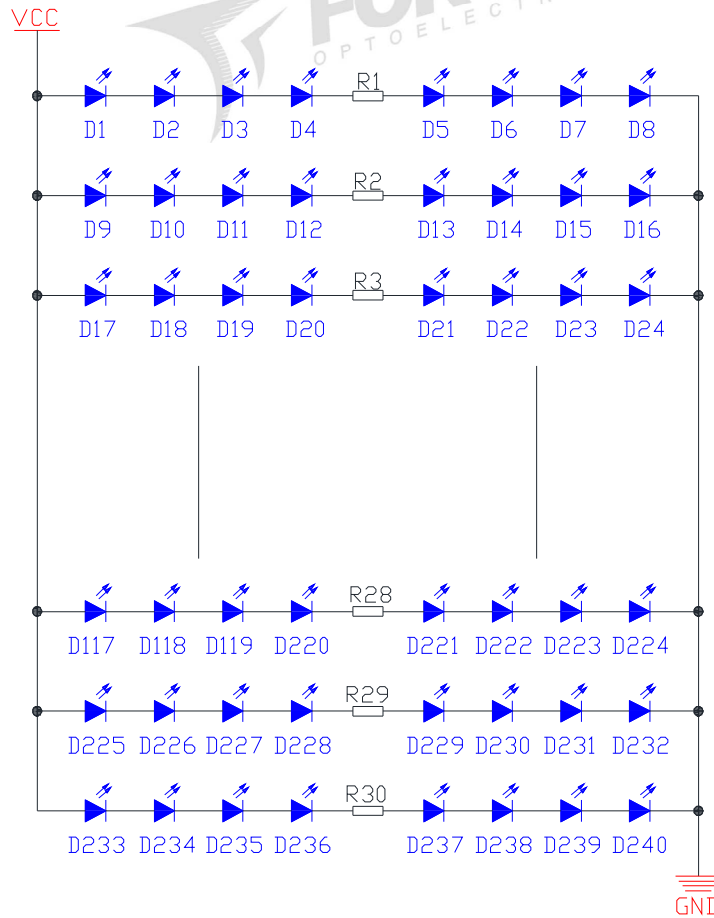 VCC
OPTOELECT
R1
D1 D2 D3 D4 D5 D6 D7 D8
R2
D9 D10 D11 D12 D13 D14 D15 D16
R3
D17 D18 D19 D20 D21 D22 D23 D24
R28
D117 D118 D119 D220 D221 D222 D223 D224
R29
D225 D226 D227 D228 D229 D230 D231 D232
R30
D233 D234 D235 D236 D237 D238 D239 D240
GND